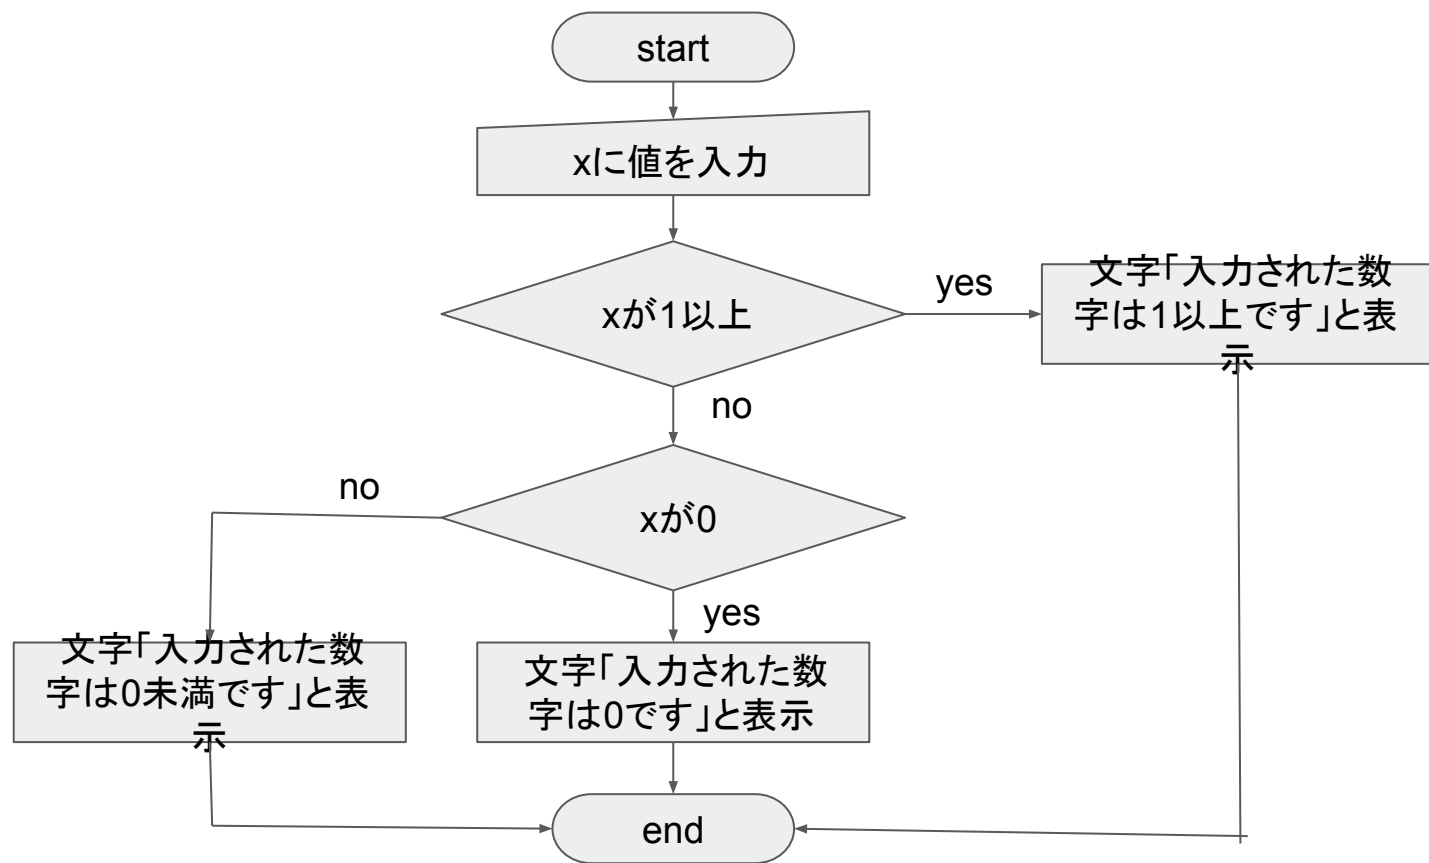 start
xに値を入力
xが1以上
yes
文字「入力された数
字は1以上です」と表
示
no
xが0
no
yes
文字「入力された数
字は0未満です」と表
示
文字「入力された数
字は0です」と表示
end